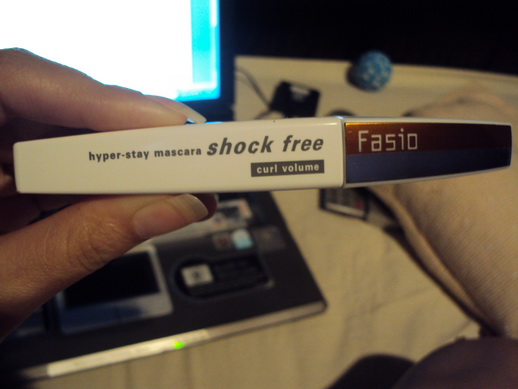 hyper-stay mascara shock free
curl volume
Fasio